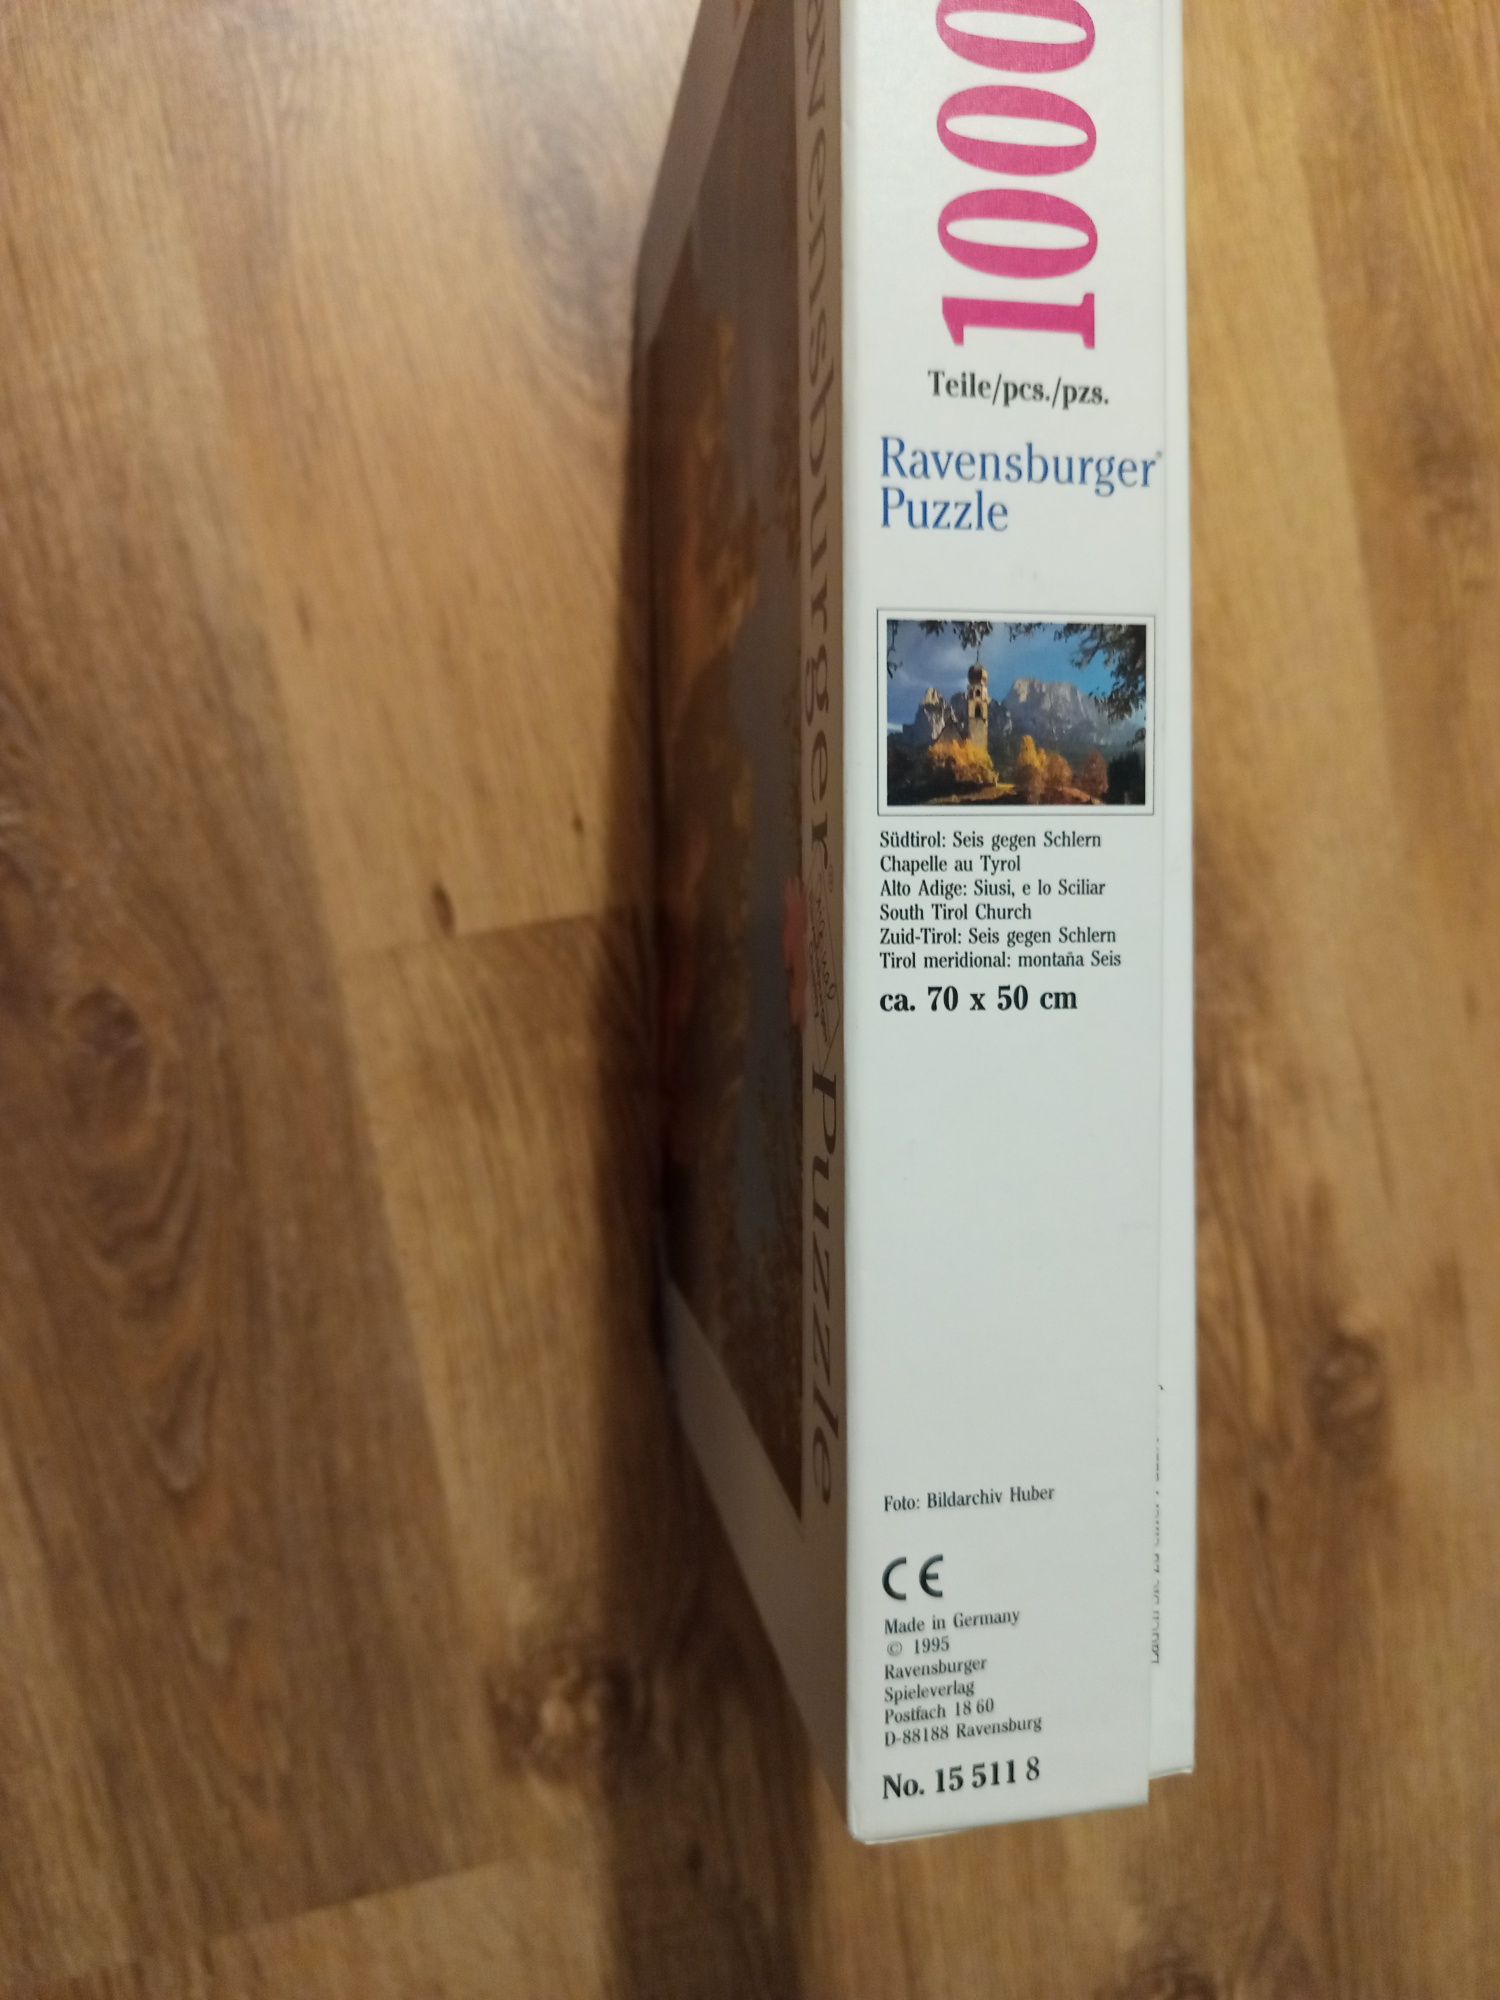 1000
Teile/pcs./pzs.
Ravensburger®
Puzzle
Südtirol: Seis gegen Schlern
Chapelle au Tyrol
Alto Adige: Siusi, e lo Sciliar
South Tirol Church
Zuid-Tirol: Seis gegen Schlern
Tirol meridional: montaña Seis
ca. 70 x 50 cm
Foto: Bildarchiv Huber
CE
Made in Germany
© 1995
Ravensburger
Spieleverlag
Postfach 18 60
D-88188 Ravensburg
No. 15 511 8
Ravensburger® Puzzle